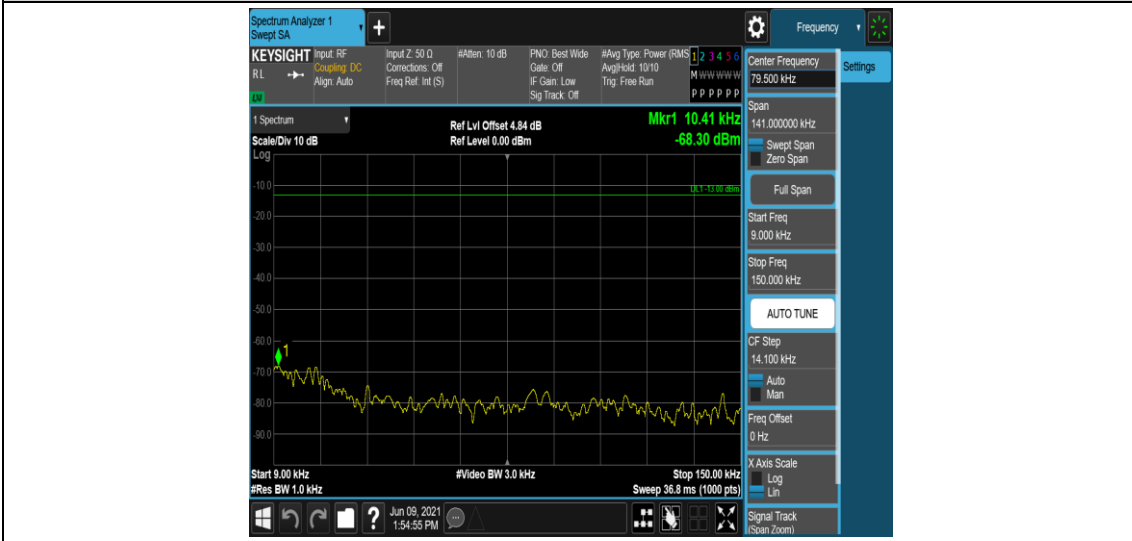 Spectrum Analyzer 1
Swept SA
+
Frequency
KEYSIGHT
RL
Input: RF
Coupling: DC
Align: Auto
Input Z: 50 Ω
Corrections: Off
Freq Ref: Int (S)
#Atten: 10 dB
PNO: Best Wide
Gate: Off
IF Gain: Low
Sig Track: Off
#Avg Type: Power (RMS
Avg|Hold: 10/10
Trig: Free Run
1 2 3 4 5 6
M W W W W W
P P P P P P
1 Spectrum
Scale/Div 10 dB
Ref Lvl Offset 4.84 dB
Ref Level 0.00 dBm
Mkr1 10.41 kHz
-68.30 dBm
Log
DL1 -13.00 dBm
-10.0
-20.0
-30.0
-40.0
-50.0
-60.0
1
-70.0
-80.0
-90.0
Start 9.00 kHz
#Video BW 3.0 kHz
Stop 150.00 kHz
#Res BW 1.0 kHz
Sweep 36.8 ms (1000 pts)
Center Frequency
79.500 kHz
Settings
Span
141.000000 kHz
Swept Span
Zero Span
Full Span
Start Freq
9.000 kHz
Stop Freq
150.000 kHz
AUTO TUNE
CF Step
14.100 kHz
Auto
Man
Freq Offset
0 Hz
X Axis Scale
Log
Lin
Signal Track
(Span Zoom)
?
Jun 09, 2021
1:54:55 PM